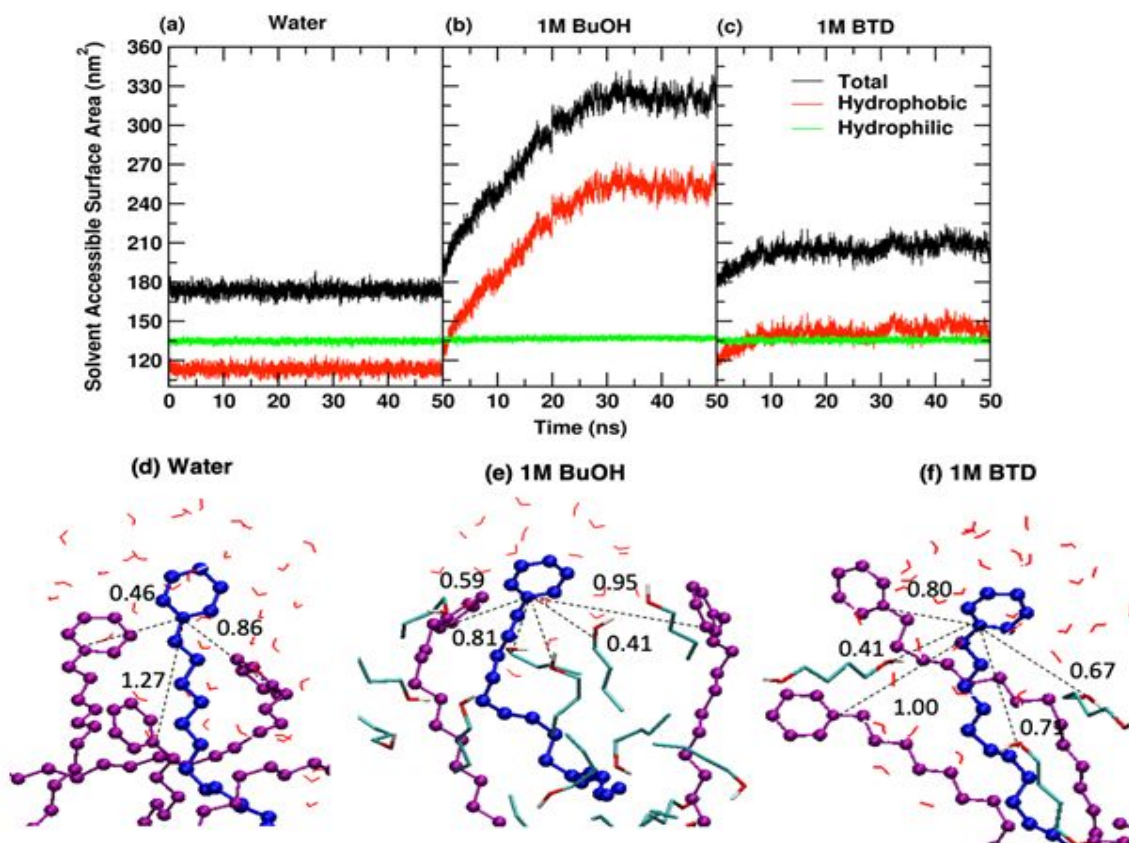 (a) Water (b) 1M BuOH (c) 1M BTD
Solvent Accessible Surface Area (nm²)
360
330
300
270
240
210
180
150
120
Total
Hydrophobic
Hydrophilic
0 10 20 30 40 50 10 20 30 40 50 10 20 30 40 50
Time (ns)
(d) Water
(e) 1M BuOH
(f) 1M BTD
0.46
0.86
1.27
0.59
0.95
0.81
0.41
0.80
0.41
0.67
1.00
0.79